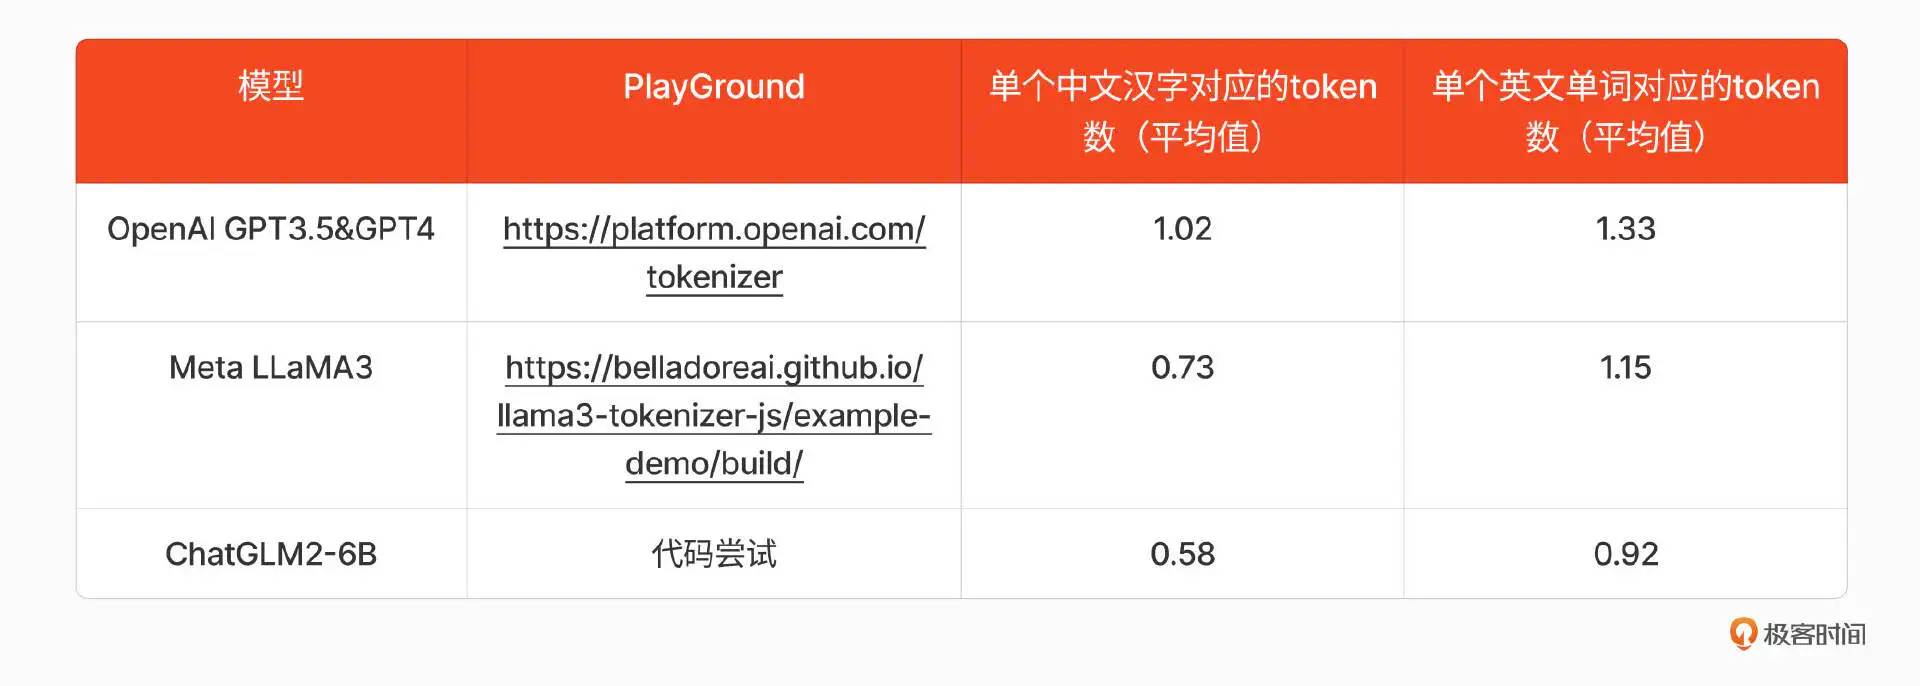 模型
PlayGround
单个中文汉字对应的token
数（平均值）
单个英文单词对应的token
数（平均值）
OpenAI GPT3.5&GPT4
https://platform.openai.com/
tokenizer
1.02
1.33
Meta LLaMA3
https://belladoreai.github.io/
llama3-tokenizer-js/example-
demo/build/
0.73
1.15
ChatGLM2-6B
代码尝试
0.58
0.92
极客时间